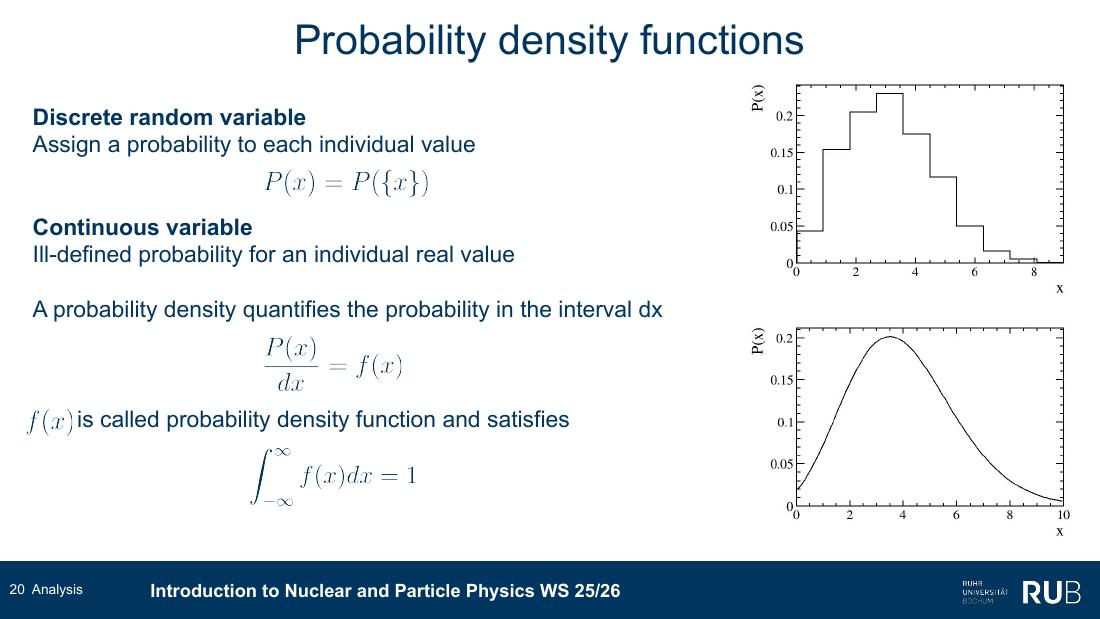 Probability density functions
Discrete random variable
Assign a probability to each individual value
P(x) = P({x})
Continuous variable
Ill-defined probability for an individual real value
A probability density quantifies the probability in the interval dx
P(x)/dx = f(x)
f(x) is called probability density function and satisfies
∫_{-∞}^{∞} f(x)dx = 1
P(x)
0.2
0.15
0.1
0.05
0
0 2 4 6 8
x
P(x)
0.2
0.15
0.1
0.05
0
0 2 4 6 8 10
x
20 Analysis
Introduction to Nuclear and Particle Physics WS 25/26
RUHR
UNIVERSITÄT
BOCHUM
RUB